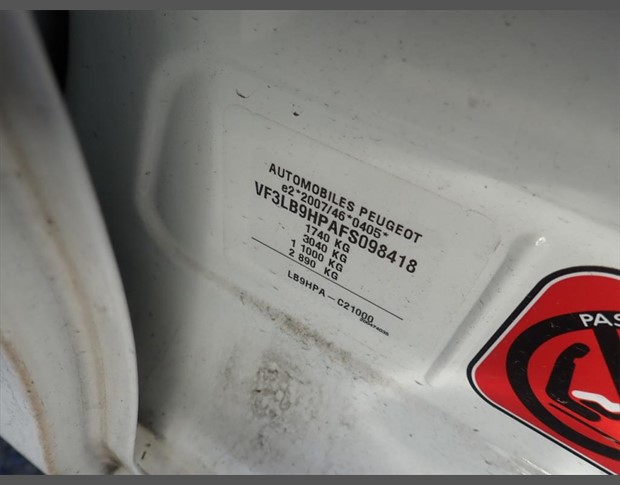 AUTOMOBILES PEUGEOT
e2*2007/46*0405*
VF3LB9HPAFS098418
1740 KG
3040 KG
1 1000 KG
2 890 KG
LB9HPA-C21000
PAS